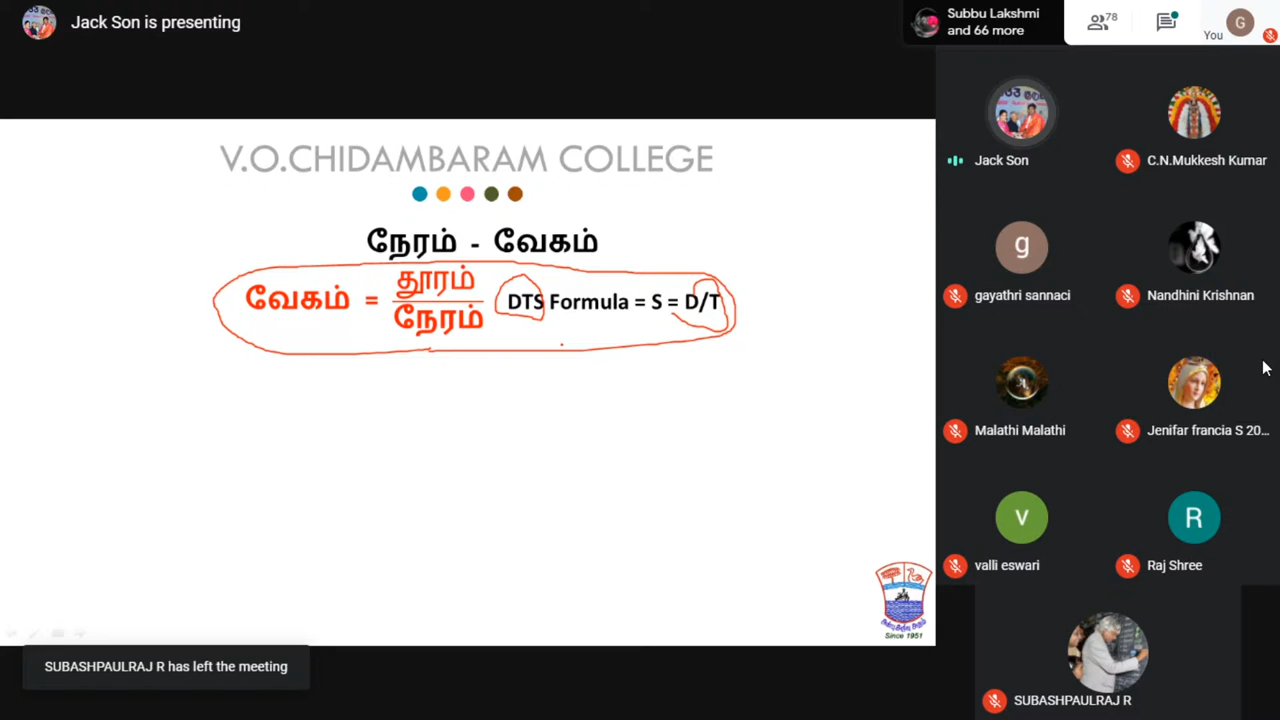 Jack Son is presenting
Subbu Lakshmi
and 66 more
78
You
G
V.O.CHIDAMBARAM COLLEGE
நேரம் - வேகம்
வேகம் = தூரம்
நேரம்
DTS Formula = S = D/T
Since 1951
Jack Son
C.N.Mukkesh Kumar
g
gayathri sannaci
Nandhini Krishnan
Malathi Malathi
Jenifar francia S 20...
v
valli eswari
R
Raj Shree
SUBASHPAULRAJ R
SUBASHPAULRAJ R has left the meeting